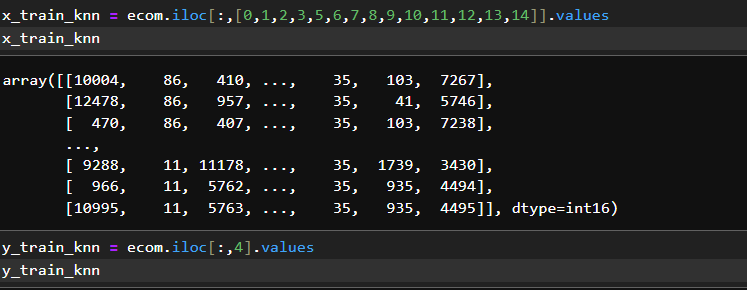 x_train_knn = ecom.iloc[:,[0,1,2,3,5,6,7,8,9,10,11,12,13,14]].values
x_train_knn
array([[10004,    86,   410, ...,    35,   103,  7267],
       [12478,    86,   957, ...,    35,    41,  5746],
       [  470,    86,   407, ...,    35,   103,  7238],
       ...,
       [ 9288,    11, 11178, ...,    35,  1739,  3430],
       [  966,    11,  5762, ...,    35,   935,  4494],
       [10995,    11,  5763, ...,    35,   935,  4495]], dtype=int16)
y_train_knn = ecom.iloc[:,4].values
y_train_knn